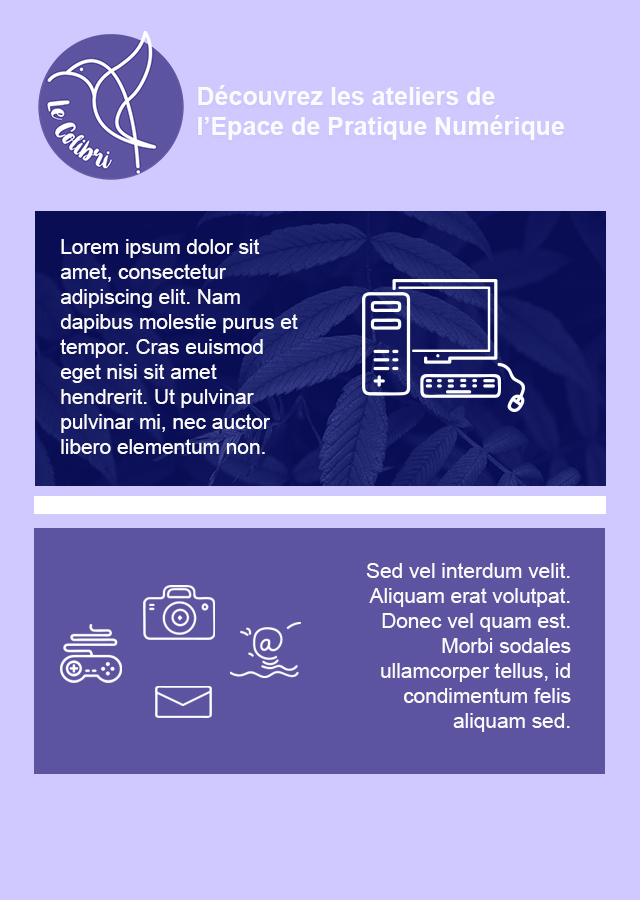 Le Colibri
Découvrez les ateliers de
l’Epace de Pratique Numérique
Lorem ipsum dolor sit
amet, consectetur
adipiscing elit. Nam
dapibus molestie purus et
tempor. Cras euismod
eget nisi sit amet
hendrerit. Ut pulvinar
pulvinar mi, nec auctor
libero elementum non.
Sed vel interdum velit.
Aliquam erat volutpat.
Donec vel quam est.
Morbi sodales
ullamcorper tellus, id
condimentum felis
aliquam sed.
@